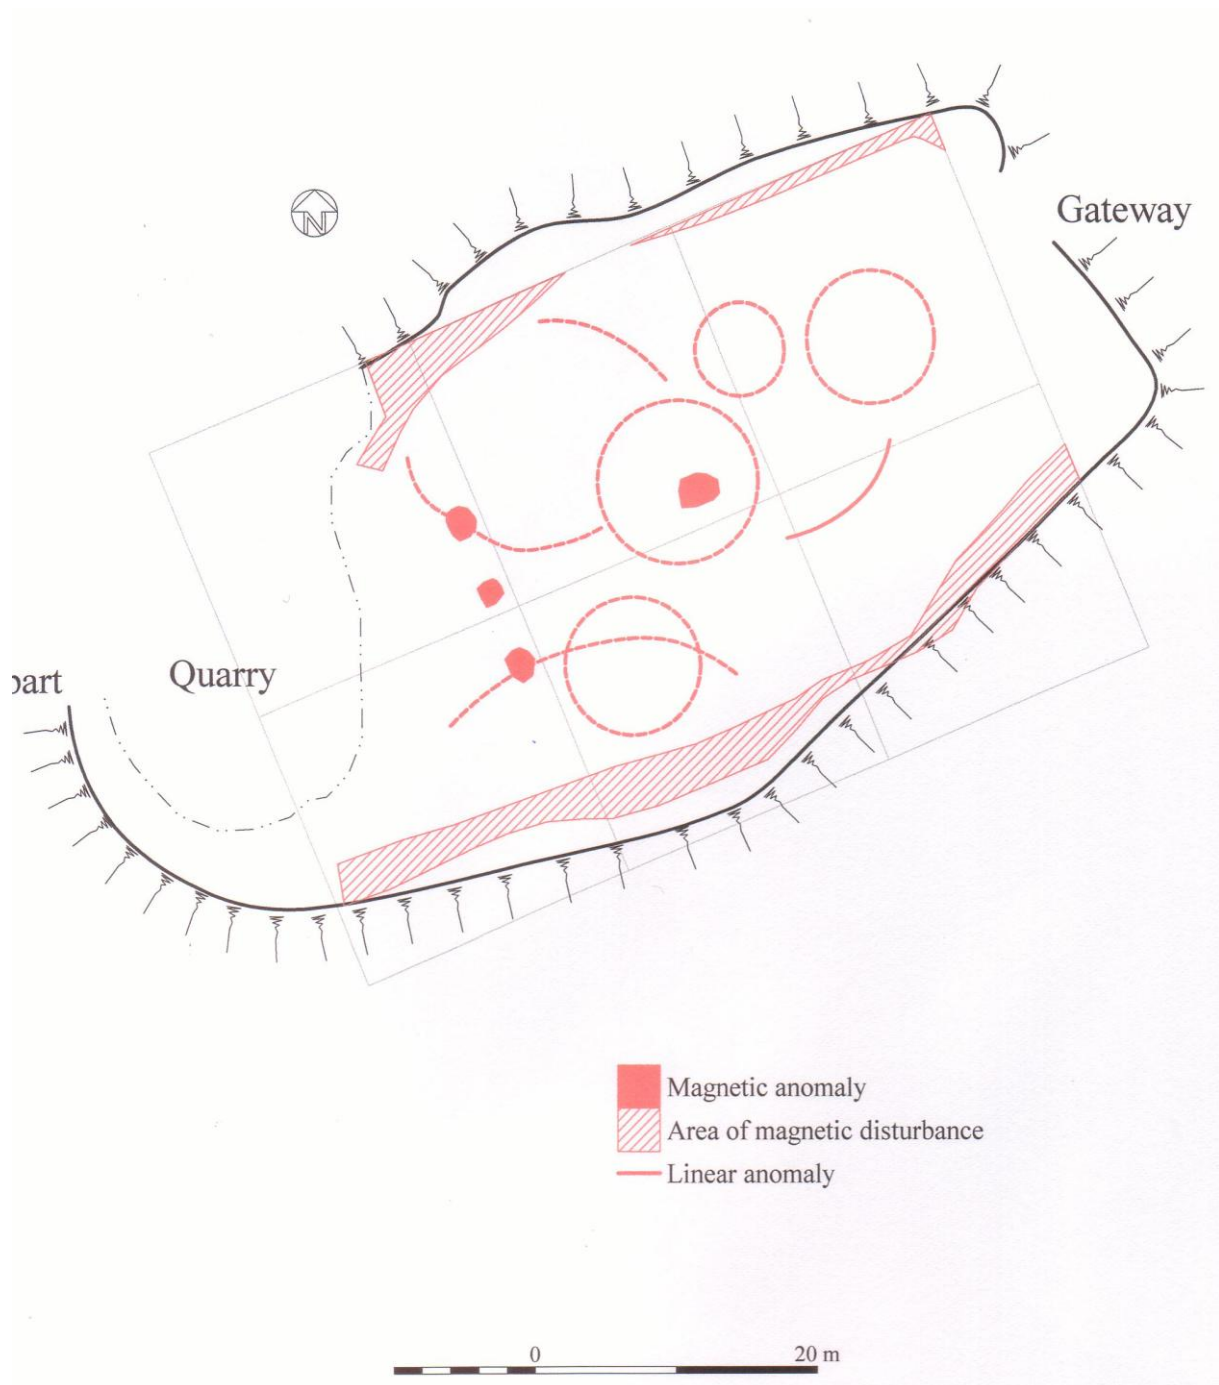 N
Gateway
Quarry
part
Magnetic anomaly
Area of magnetic disturbance
Linear anomaly
0
20 m